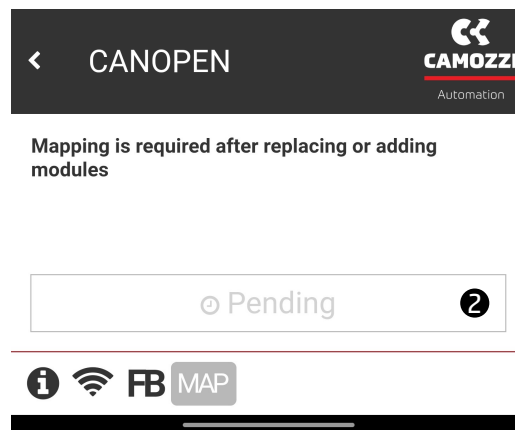 CANOPEN
CAMOZZI
Automation
Mapping is required after replacing or adding
modules
Pending
2
FB MAP